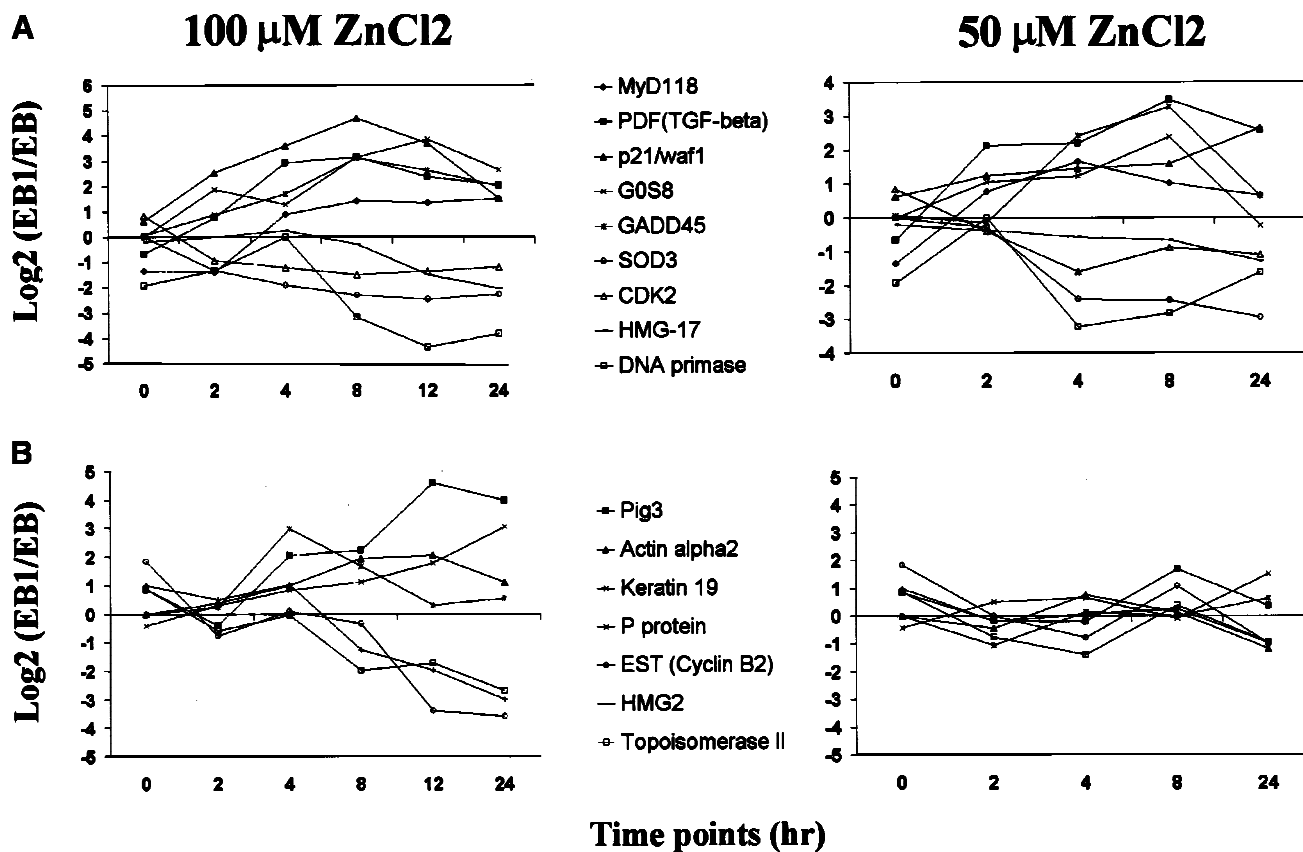 A
100 μM ZnCl2
50 μM ZnCl2
Log2 (EB1/EB)
6
5
4
3
2
1
0
-1
-2
-3
-4
-5
0 2 4 8 12 24
MyD118
PDF(TGF-beta)
p21/waf1
G0S8
GADD45
SOD3
CDK2
HMG-17
DNA primase
4
3
2
1
0
-1
-2
-3
-4
0 2 4 8 24
B
Log2 (EB1/EB)
5
4
3
2
1
0
-1
-2
-3
-4
-5
0 2 4 8 12 24
Pig3
Actin alpha2
Keratin 19
P protein
EST (Cyclin B2)
HMG2
Topoisomerase II
5
4
3
2
1
0
-1
-2
-3
-4
-5
0 2 4 8 24
Time points (hr)